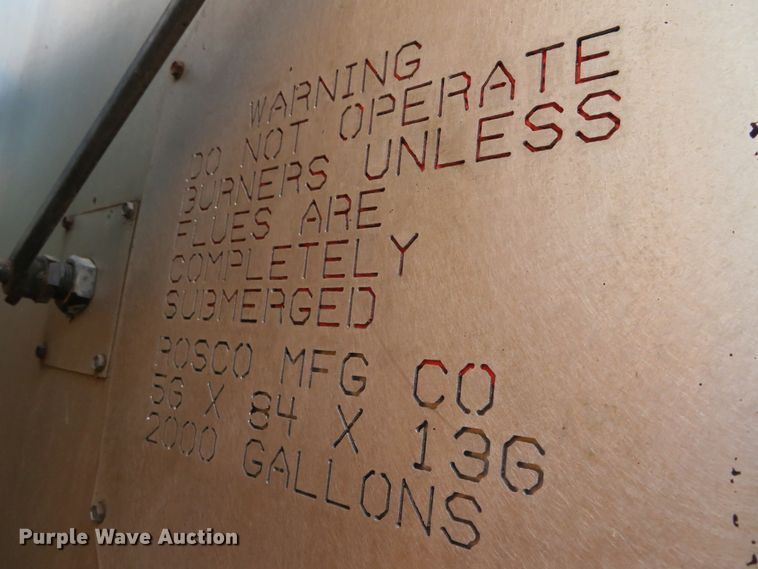 WARNING
DO NOT OPERATE
BURNERS UNLESS
FLUES ARE
COMPLETELY
SUBMERGED
ROSCO MFG CO
56 X 84 X 136
2000 GALLONS
Purple Wave Auction